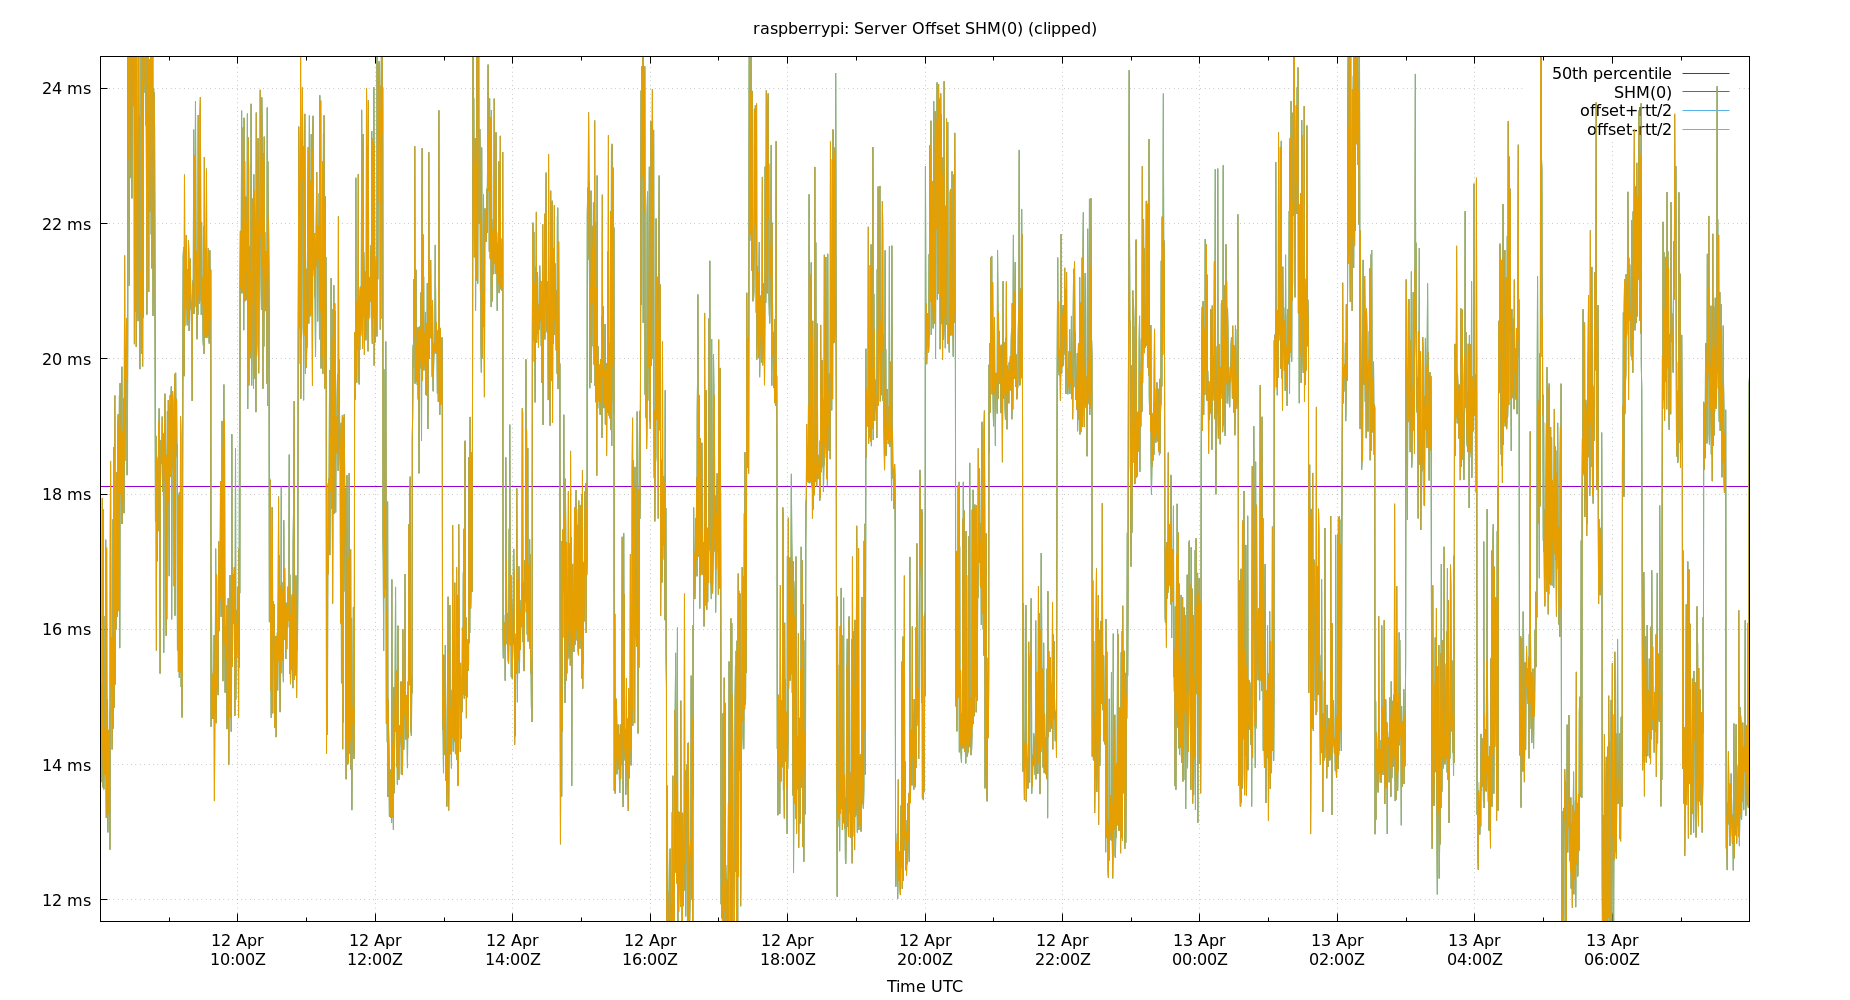 raspberrypi: Server Offset SHM(0) (clipped)
50th percentile
SHM(0)
offset+rtt/2
offset-rtt/2
24 ms
22 ms
20 ms
18 ms
16 ms
14 ms
12 ms
12 Apr 12 Apr 12 Apr 12 Apr 12 Apr 12 Apr 12 Apr 13 Apr 13 Apr 13 Apr 13 Apr
10:00Z 12:00Z 14:00Z 16:00Z 18:00Z 20:00Z 22:00Z 00:00Z 02:00Z 04:00Z 06:00Z
Time UTC